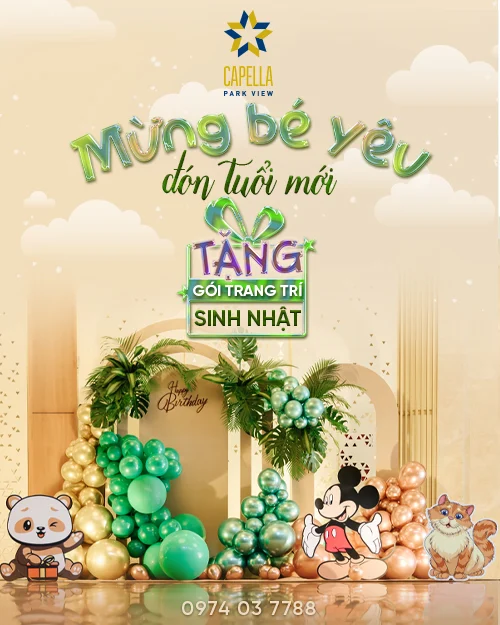 CAPELLA
PARK VIEW
Mừng bé yêu
đón tuổi mới
TẶNG
GÓI TRANG TRÍ
SINH NHẬT
Happy
Birthday
0974 03 7788